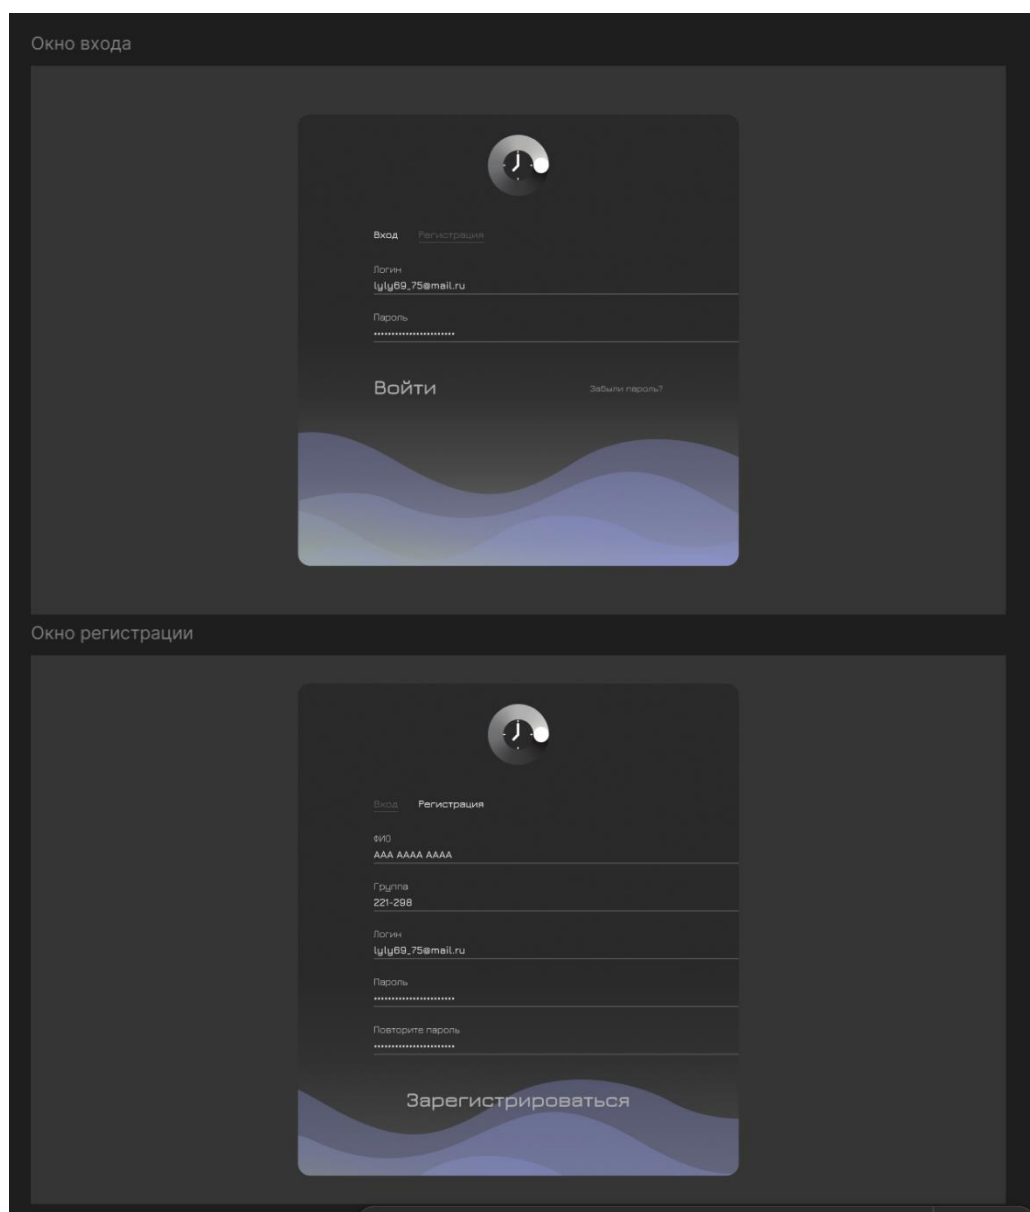 Окно входа
Вход Регистрация
Логин
lyly69_75@mail.ru
Пароль
Войти Забыли пароль?
Окно регистрации
Вход Регистрация
ФИО
ААА АААА АААА
Группа
221-298
Логин
lyly69_75@mail.ru
Пароль
Повторите пароль
Зарегистрироваться